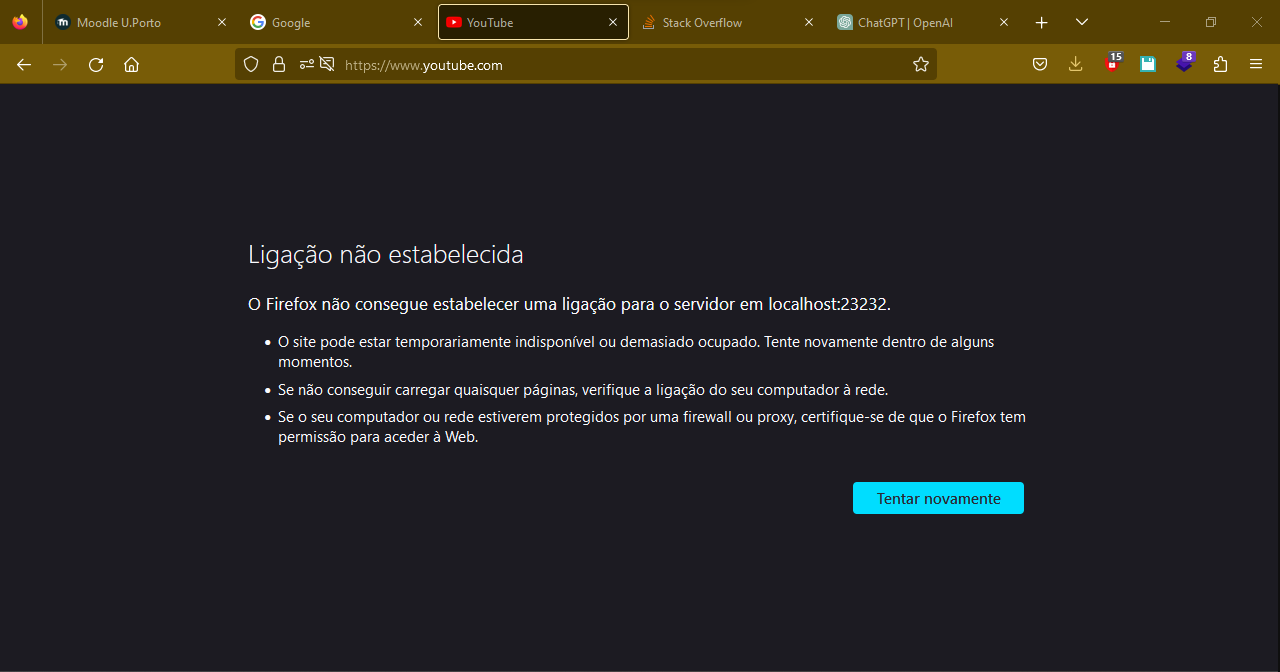 Moodle U.Porto
Google
YouTube
Stack Overflow
ChatGPT | OpenAI
https://www.youtube.com
15
8
Ligação não estabelecida
O Firefox não consegue estabelecer uma ligação para o servidor em localhost:23232.
• O site pode estar temporariamente indisponível ou demasiado ocupado. Tente novamente dentro de alguns
momentos.
• Se não conseguir carregar quaisquer páginas, verifique a ligação do seu computador à rede.
• Se o seu computador ou rede estiverem protegidos por uma firewall ou proxy, certifique-se de que o Firefox tem
permissão para aceder à Web.
Tentar novamente